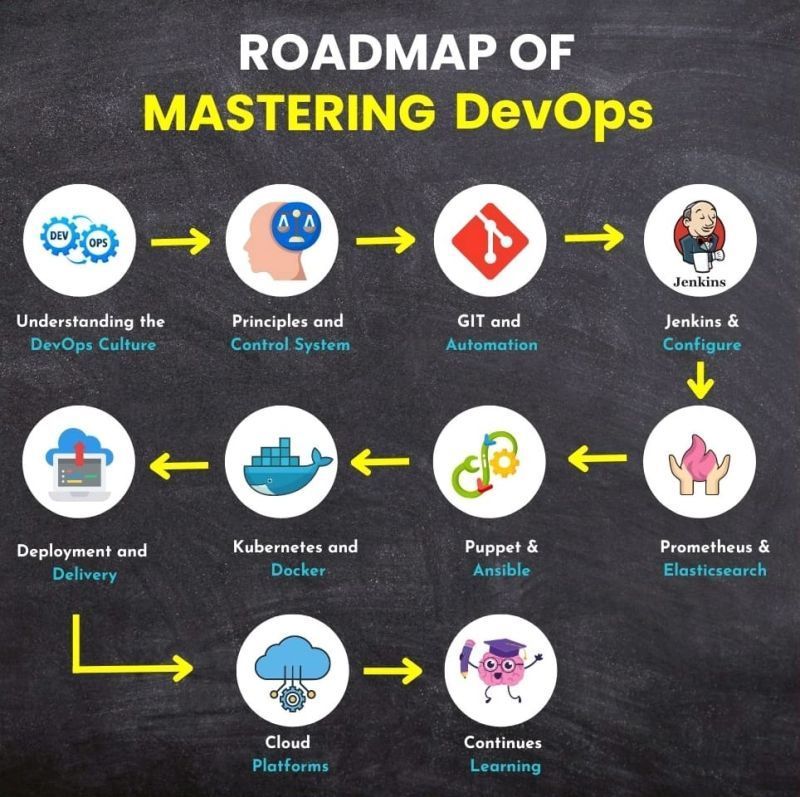 ROADMAP OF
MASTERING DevOps
DEV
OPS
Jenkins
Understanding the
DevOps Culture
Principles and
Control System
GIT and
Automation
Jenkins &
Configure
Deployment and
Delivery
Kubernetes and
Docker
Puppet &
Ansible
Prometheus &
Elasticsearch
Cloud
Platforms
Continues
Learning